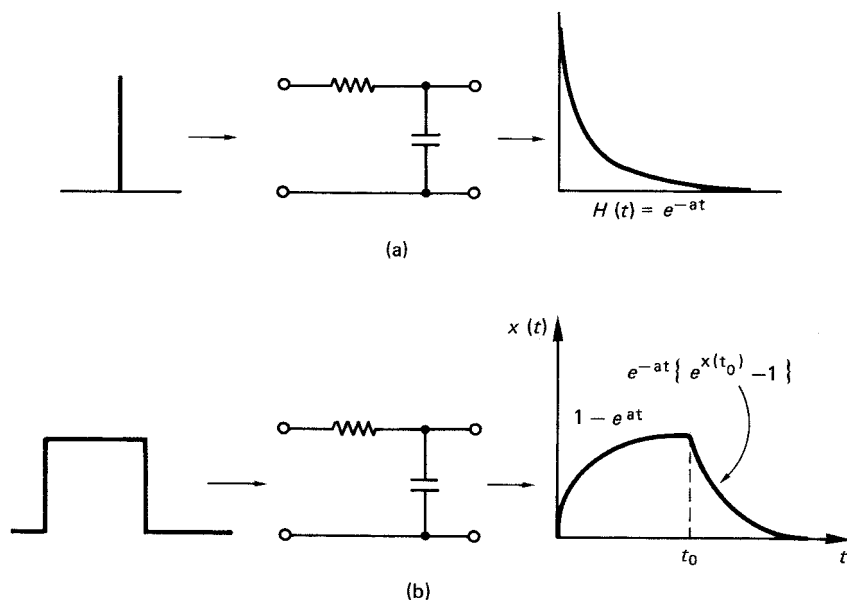 H (t) = e^{-at}
(a)
x (t)
e^{-at} { e^{x(t_0)} -1 }
1 – e^{at}
t_0
t
(b)